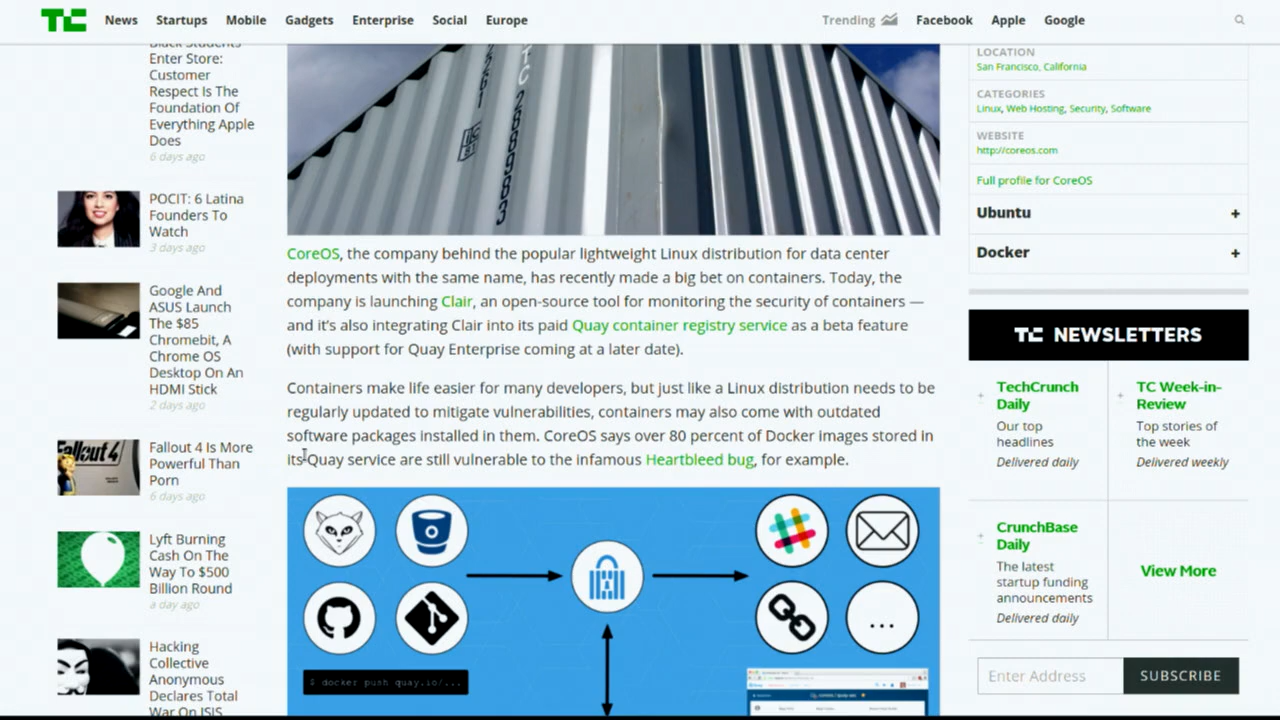 TC News Startups Mobile Gadgets Enterprise Social Europe Trending Facebook Apple Google
Black Students
Enter Store:
Customer
Respect Is The
Foundation Of
Everything Apple
Does
6 days ago
POCIT: 6 Latina
Founders To
Watch
3 days ago
Google And
ASUS Launch
The $85
Chromebit, A
Chrome OS
Desktop On An
HDMI Stick
2 days ago
Fallout 4
Fallout 4 Is More
Powerful Than
Porn
6 days ago
Lyft Burning
Cash On The
Way To $500
Billion Round
a day ago
Hacking
Collective
Anonymous
Declares Total
War On ISIS
CoreOS, the company behind the popular lightweight Linux distribution for data center
deployments with the same name, has recently made a big bet on containers. Today, the
company is launching Clair, an open-source tool for monitoring the security of containers —
and it's also integrating Clair into its paid Quay container registry service as a beta feature
(with support for Quay Enterprise coming at a later date).
Containers make life easier for many developers, but just like a Linux distribution needs to be
regularly updated to mitigate vulnerabilities, containers may also come with outdated
software packages installed in them. CoreOS says over 80 percent of Docker images stored in
its Quay service are still vulnerable to the infamous Heartbleed bug, for example.
$ docker push quay.io/...
...
LOCATION
San Francisco, California
CATEGORIES
Linux, Web Hosting, Security, Software
WEBSITE
http://coreos.com
Full profile for CoreOS
Ubuntu +
Docker +
TC NEWSLETTERS
+ TechCrunch
Daily
Our top
headlines
Delivered daily
+ TC Week-in-
Review
Top stories of
the week
Delivered weekly
+ CrunchBase
Daily
The latest
startup funding
announcements
Delivered daily
View More
Enter Address SUBSCRIBE